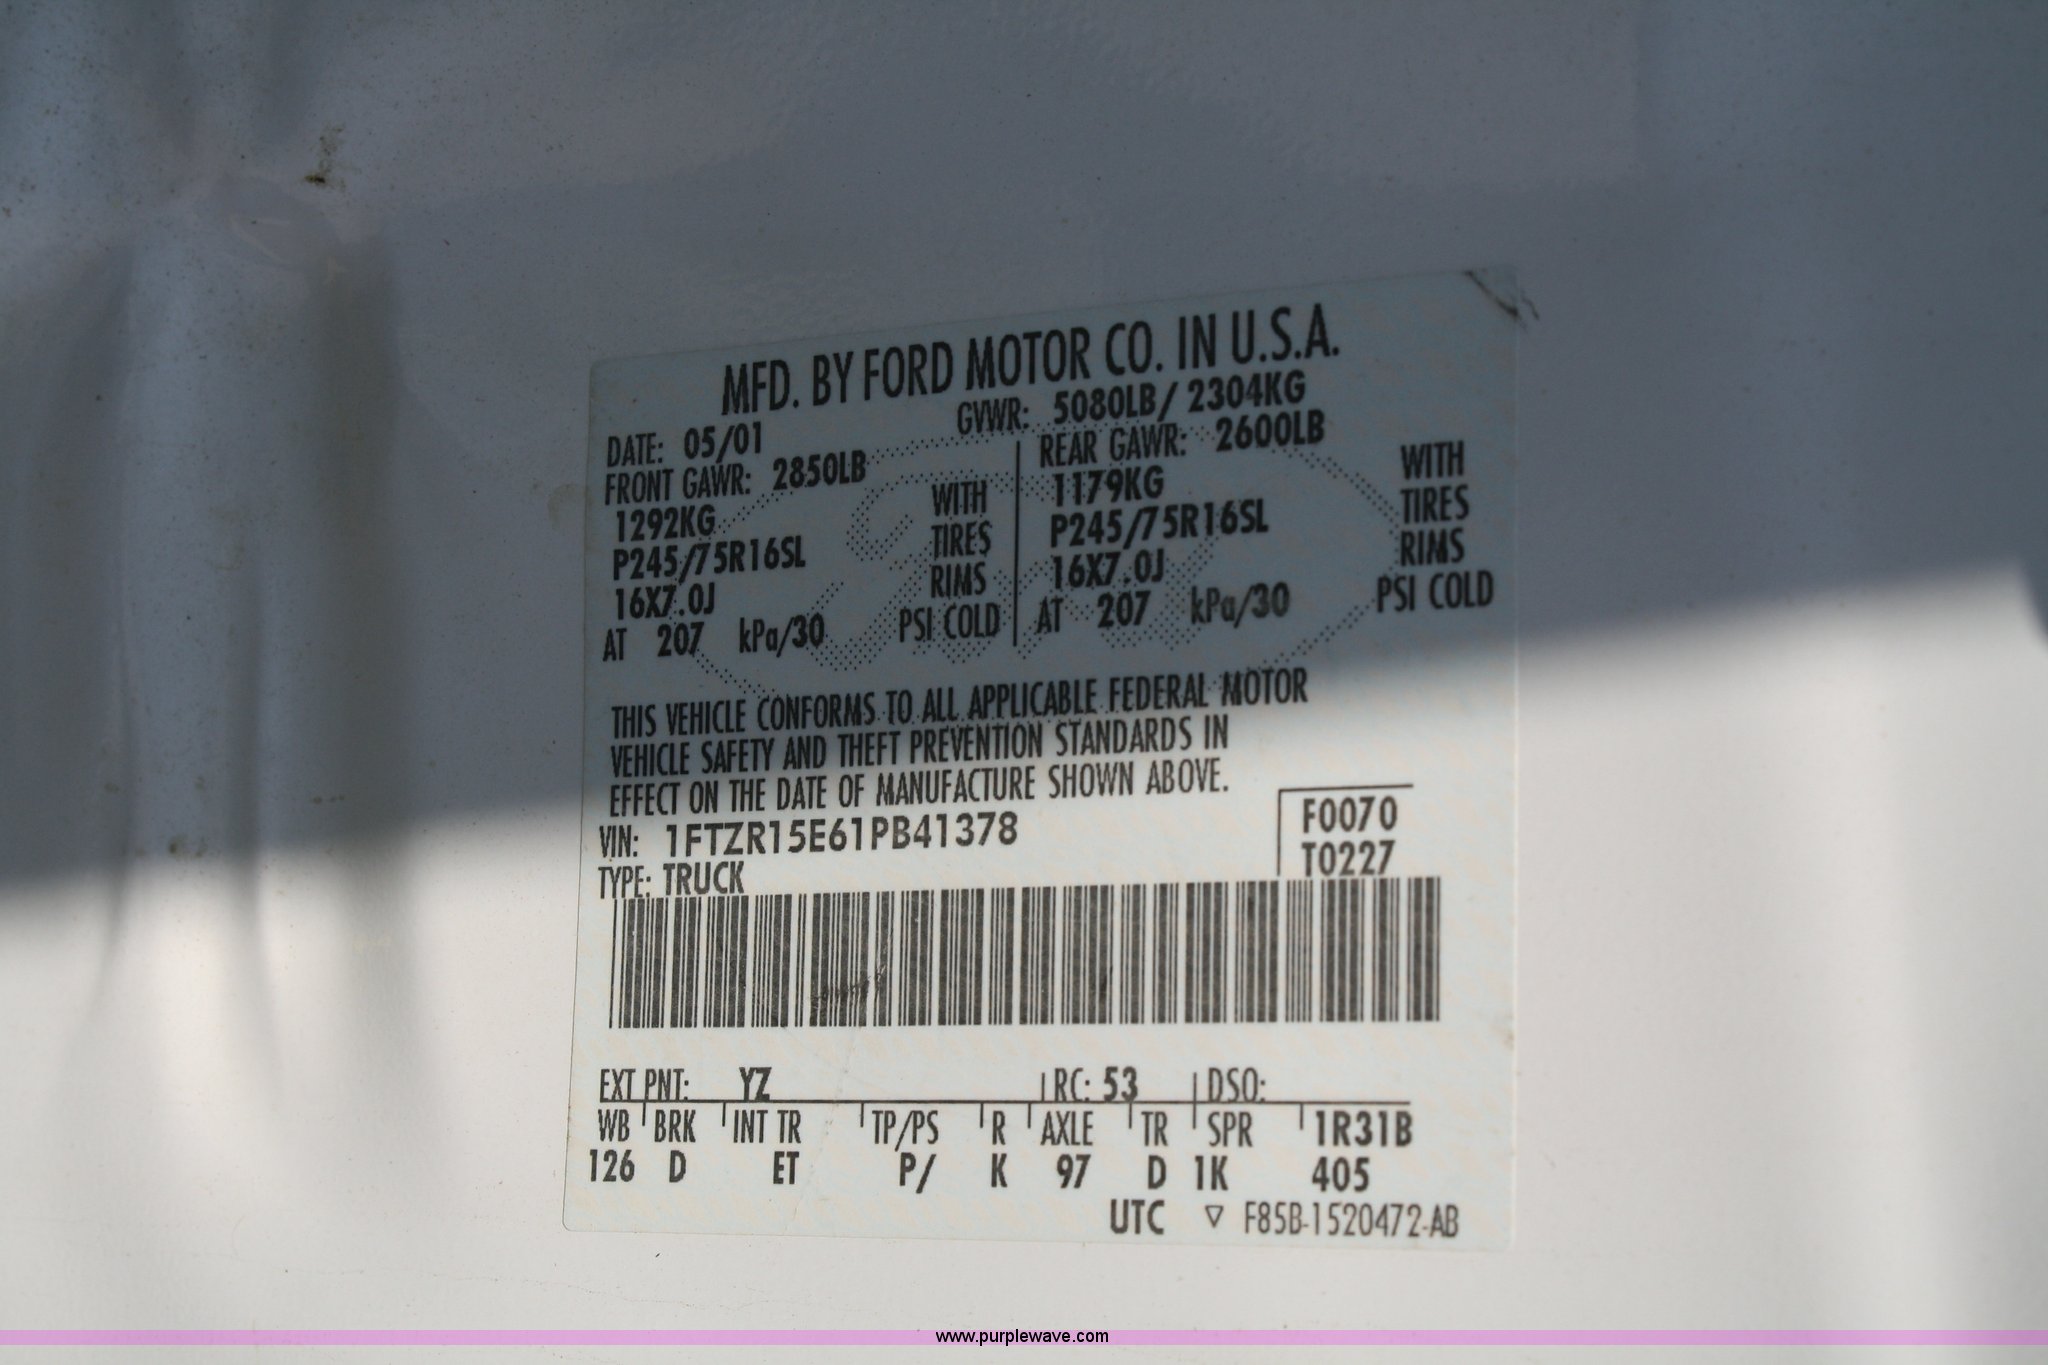 MFD. BY FORD MOTOR CO. IN U.S.A.
DATE: 05/01 GVWR: 5080LB/ 2304KG
FRONT GAWR: 2850LB REAR GAWR: 2600LB
1292KG WITH 1179KG WITH
P245/75R16SL TIRES P245/75R16SL TIRES
16X7.0J RIMS 16X7.0J RIMS
AT 207 kPa/30 PSI COLD AT 207 kPa/30 PSI COLD
THIS VEHICLE CONFORMS TO ALL APPLICABLE FEDERAL MOTOR
VEHICLE SAFETY AND THEFT PREVENTION STANDARDS IN
EFFECT ON THE DATE OF MANUFACTURE SHOWN ABOVE.
VIN: 1FTZR15E61PB41378 F0070
TYPE: TRUCK T0227
EXT PNT: YZ RC: 53 DSO:
WB BRK INT TR TP/PS R AXLE TR SPR 1R31B
126 D ET P/ K 97 D 1K 405
UTC ▽ F85B-1520472-AB
www.purplewave.com